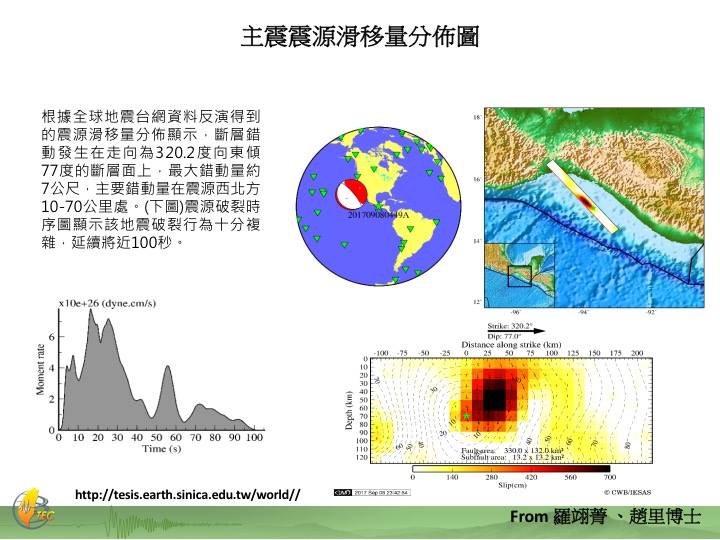 主震震源滑移量分佈圖
根據全球地震台網資料反演得到
的震源滑移量分佈顯示，斷層錯
動發生在走向為320.2度向東傾
77度的斷層面上，最大錯動量約
7公尺，主要錯動量在震源西北方
10-70公里處。(下圖)震源破裂時
序圖顯示該地震破裂行為十分複
雜，延續將近100秒。
201709080449A
18˚
16˚
14˚
12˚
-96˚ -94˚ -92˚
x10e+26 (dyne.cm/s)
Moment rate
6
4
2
0
0 10 20 30 40 50 60 70 80 90 100
Time (s)
Strike: 320.2°
Dip: 77.0°
Distance along strike (km)
-100 -75 -50 -25 0 25 50 75 100 125 150 175 200
Depth (km)
0
10
20
30
40
50
60
70
80
90
100
110
120
Fault area: 330.0 x 132.0 km²
Subfault area: 13.2 x 13.2 km²
0 140 280 420 560 700
Slip(cm)
2017 Sep 08 23:42:54
© CWB/IESAS
http://tesis.earth.sinica.edu.tw/world//
TEC
From 羅翊菁、趙里博士